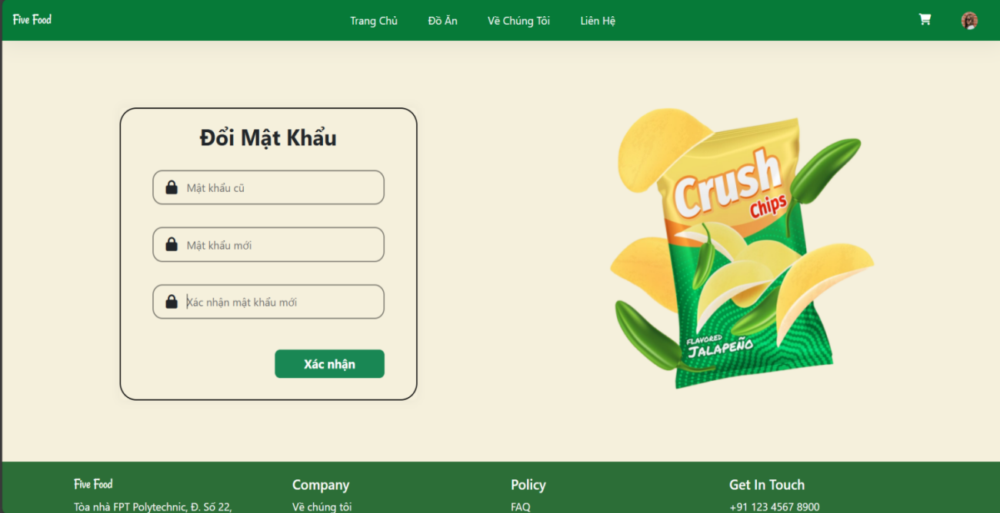 Five Food
Trang Chủ
Đồ Ăn
Về Chúng Tôi
Liên Hệ
Đổi Mật Khẩu
Mật khẩu cũ
Mật khẩu mới
Xác nhận mật khẩu mới
Xác nhận
Crush
Chips
FLAVORED
JALAPEÑO
Five Food
Company
Policy
Get In Touch
Tòa nhà FPT Polytechnic, Đ. Số 22,
Về chúng tôi
FAQ
+91 123 4567 8900